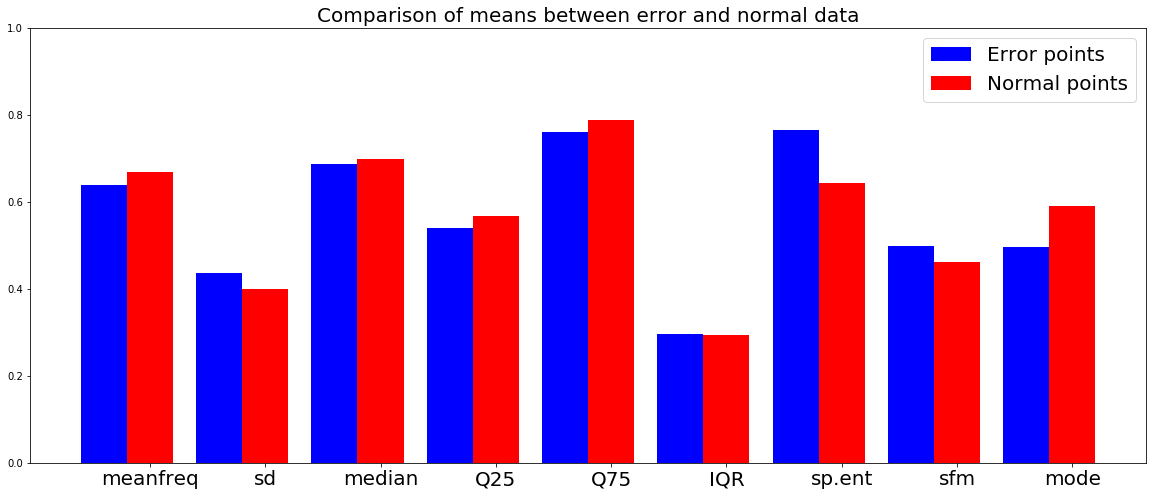 Comparison of means between error and normal data
Error points
Normal points
1.0
0.8
0.6
0.4
0.2
0.0
meanfreq sd median Q25 Q75 IQR sp.ent sfm mode